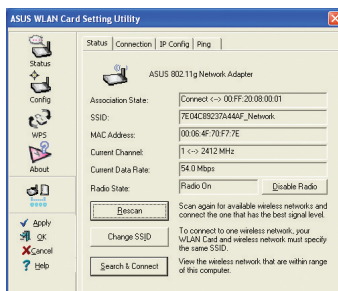 ASUS WLAN Card Setting Utility
Status
Config
WPS
About
Apply
OK
Cancel
Help
Status Connection IP Config Ping
ASUS 802.11g Network Adapter
Association State: Connect <--> 00:FF:20:08:00:01
SSID: 7E04C89237A44AF_Network
MAC Address: 00:06:4F:70:F7:7E
Current Channel: 1 <--> 2412 MHz
Current Data Rate: 54.0 Mbps
Radio State: Radio On Disable Radio
Rescan
Scan again for available wireless networks and
connect the one that has the best signal level.
Change SSID
To connect to one wireless network, your
WLAN Card and wireless network must specify
the same SSID.
Search & Connect
View the wireless network that are within range
of this computer.